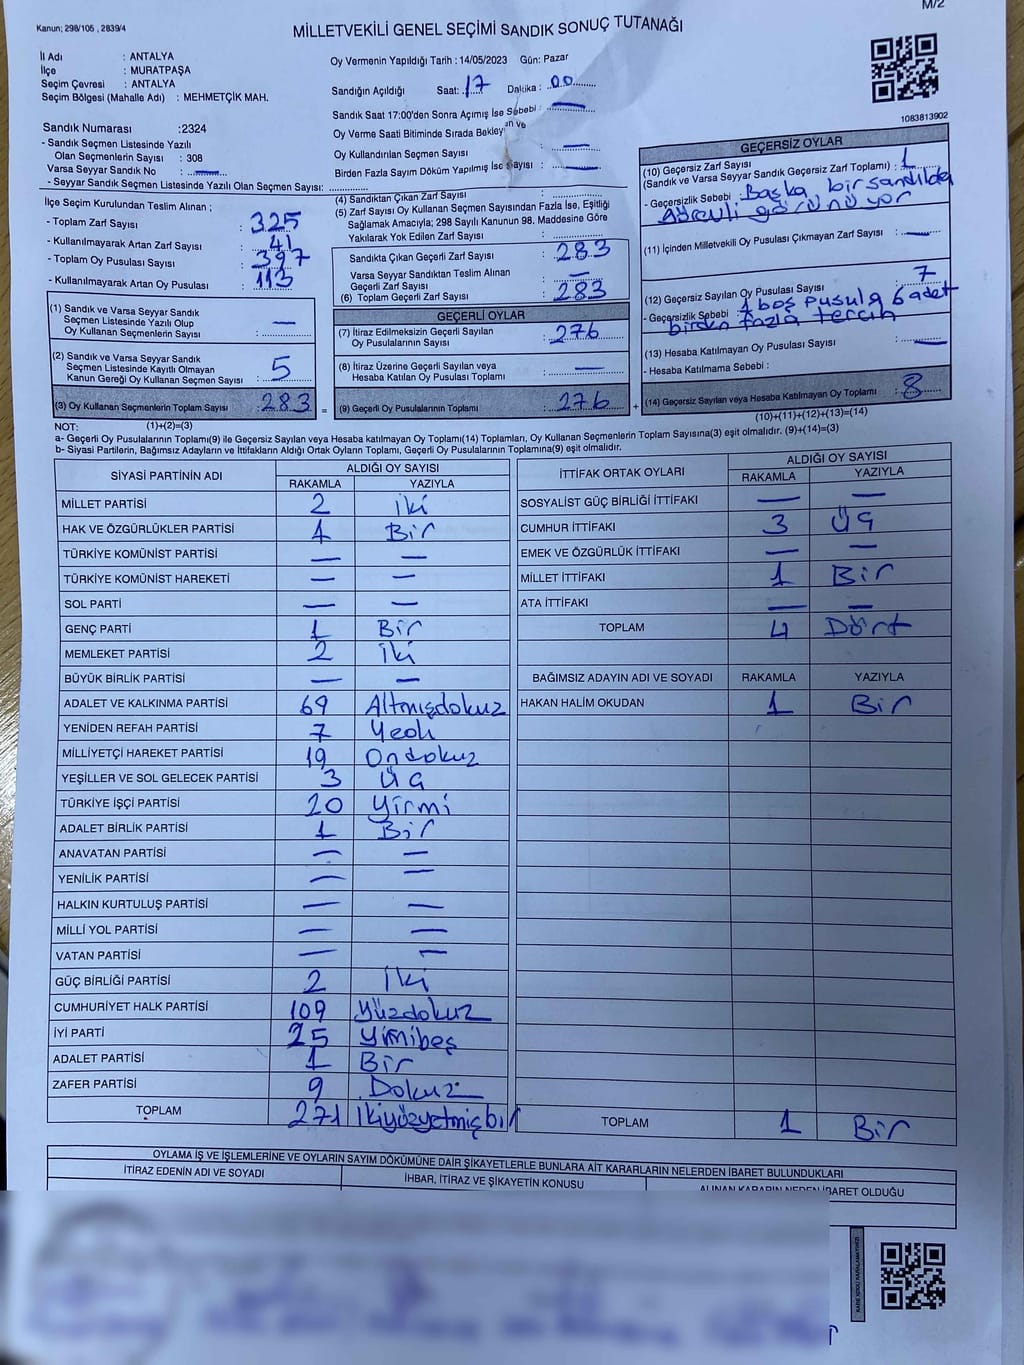 M/2
Kanun; 298/105 , 2839/4
MİLLETVEKİLİ GENEL SEÇİMİ SANDIK SONUÇ TUTANAĞI
İl Adı : ANTALYA
İlçe : MURATPAŞA
Seçim Çevresi : ANTALYA
Seçim Bölgesi (Mahalle Adı) : MEHMETÇİK MAH.
Sandık Numarası :2324
- Sandık Seçmen Listesinde Yazılı
Olan Seçmenlerin Sayısı : 308
Varsa Seyyar Sandık No : —
- Seyyar Sandık Seçmen Listesinde Yazılı Olan Seçmen Sayısı: ..............
Oy Vermenin Yapıldığı Tarih : 14/05/2023 Gün: Pazar
Sandığın Açıldığı Saat: 17 Dakika : 00
Sandık Saat 17:00'den Sonra Açımış İse Sebebi : —
Oy Verme Saati Bitiminde Sırada Bekley an ve
Oy Kullandırılan Seçmen Sayısı : —
Birden Fazla Sayım Döküm Yapılmış İse Sayısı : —
1083813902
İlçe Seçim Kurulundan Teslim Alınan ;
- Toplam Zarf Sayısı : 325
- Kullanılmayarak Artan Zarf Sayısı : 41
- Toplam Oy Pusulası Sayısı : 397
- Kullanılmayarak Artan Oy Pusulası : 113
(1) Sandık ve Varsa Seyyar Sandık
Seçmen Listesinde Yazılı Olup
Oy Kullanan Seçmenlerin Sayısı : —
(2) Sandık ve Varsa Seyyar Sandık
Seçmen Listesinde Kayıtlı Olmayan
Kanun Gereği Oy Kullanan Seçmen Sayısı : 5
(3) Oy Kullanan Seçmenlerin Toplam Sayısı : 283 =
(1)+(2)=(3)
(4) Sandıktan Çıkan Zarf Sayısı : ..............
(5) Zarf Sayısı Oy Kullanan Seçmen Sayısından Fazla İse, Eşitliği
Sağlamak Amacıyla; 298 Sayılı Kanunun 98. Maddesine Göre
Yakılarak Yok Edilen Zarf Sayısı : ..............
Sandıkta Çıkan Geçerli Zarf Sayısı : 283
Varsa Seyyar Sandıktan Teslim Alınan
Geçerli Zarf Sayısı : —
(6) Toplam Geçerli Zarf Sayısı : 283
GEÇERLİ OYLAR
(7) İtiraz Edilmeksizin Geçerli Sayılan
Oy Pusulalarının Sayısı : 276
(8) İtiraz Üzerine Geçerli Sayılan veya
Hesaba Katılan Oy Pusulası Toplamı : —
(9) Geçerli Oy Pusulalarının Toplamı : 276 +
GEÇERSİZ OYLAR
(10) Geçersiz Zarf Sayısı : 1
(Sandık ve Varsa Seyyar Sandık Geçersiz Zarf Toplamı)
- Geçersizlik Sebebi : Başka bir sandıkda
görevli görünüyor
(11) İçinden Milletvekili Oy Pusulası Çıkmayan Zarf Sayısı : —
(12) Geçersiz Sayılan Oy Pusulası Sayısı : 7
- Geçersizlik Sebebi : 1 boş pusula 6 adet
birden fazla tercih
(13) Hesaba Katılmayan Oy Pusulası Sayısı : —
- Hesaba Katılmama Sebebi :
(14) Geçersiz Sayılan veya Hesaba Katılmayan Oy Toplamı : 8
(10)+(11)+(12)+(13)=(14)
NOT:
a- Geçerli Oy Pusulalarının Toplamı(9) ile Geçersiz Sayılan veya Hesaba katılmayan Oy Toplamı(14) Toplamları, Oy Kullanan Seçmenlerin Toplam Sayısına(3) eşit olmalıdır. (9)+(14)=(3)
b- Siyasi Partilerin, Bağımsız Adayların ve İttifakların Aldığı Ortak Oyların Toplamı, Geçerli Oy Pusulalarının Toplamına(9) eşit olmalıdır.
SİYASİ PARTİNİN ADI ALDIĞI OY SAYISI
RAKAMLA YAZIYLA
MİLLET PARTİSİ 2 iki
HAK VE ÖZGÜRLÜKLER PARTİSİ 1 Bir
TÜRKİYE KOMÜNİST PARTİSİ — —
TÜRKİYE KOMÜNİST HAREKETİ — —
SOL PARTİ — —
GENÇ PARTİ 1 Bir
MEMLEKET PARTİSİ 2 iki
BÜYÜK BİRLİK PARTİSİ — —
ADALET VE KALKINMA PARTİSİ 69 Altmışdokuz
YENİDEN REFAH PARTİSİ 7 Yedi
MİLLİYETÇİ HAREKET PARTİSİ 19 Ondokuz
YEŞİLLER VE SOL GELECEK PARTİSİ 3 Üç
TÜRKİYE İŞÇİ PARTİSİ 20 Yirmi
ADALET BİRLİK PARTİSİ 1 Bir
ANAVATAN PARTİSİ — —
YENİLİK PARTİSİ — —
HALKIN KURTULUŞ PARTİSİ — —
MİLLİ YOL PARTİSİ — —
VATAN PARTİSİ — —
GÜÇ BİRLİĞİ PARTİSİ 2 İki
CUMHURİYET HALK PARTİSİ 109 Yüzdokuz
İYİ PARTİ 25 Yirmibeş
ADALET PARTİSİ 1 Bir
ZAFER PARTİSİ 9 Dokuz
TOPLAM 271 İkiyüzyetmişbir
İTTİFAK ORTAK OYLARI ALDIĞI OY SAYISI
RAKAMLA YAZIYLA
SOSYALİST GÜÇ BİRLİĞİ İTTİFAKI — —
CUMHUR İTTİFAKI 3 Üç
EMEK VE ÖZGÜRLÜK İTTİFAKI — —
MİLLET İTTİFAKI 1 Bir
ATA İTTİFAKI — —
TOPLAM 4 Dört
BAĞIMSIZ ADAYIN ADI VE SOYADI RAKAMLA YAZIYLA
HAKAN HALİM OKUDAN 1 Bir
TOPLAM 1 Bir
OYLAMA İŞ VE İŞLEMLERİNE VE OYLARIN SAYIM DÖKÜMÜNE DAİR ŞİKAYETLERLE BUNLARA AİT KARARLARIN NELERDEN İBARET BULUNDUKLARI
İTİRAZ EDENİN ADI VE SOYADI İHBAR, İTİRAZ VE ŞİKAYETİN KONUSU ALINAN KARARIN NEDEN İBARET OLDUĞU